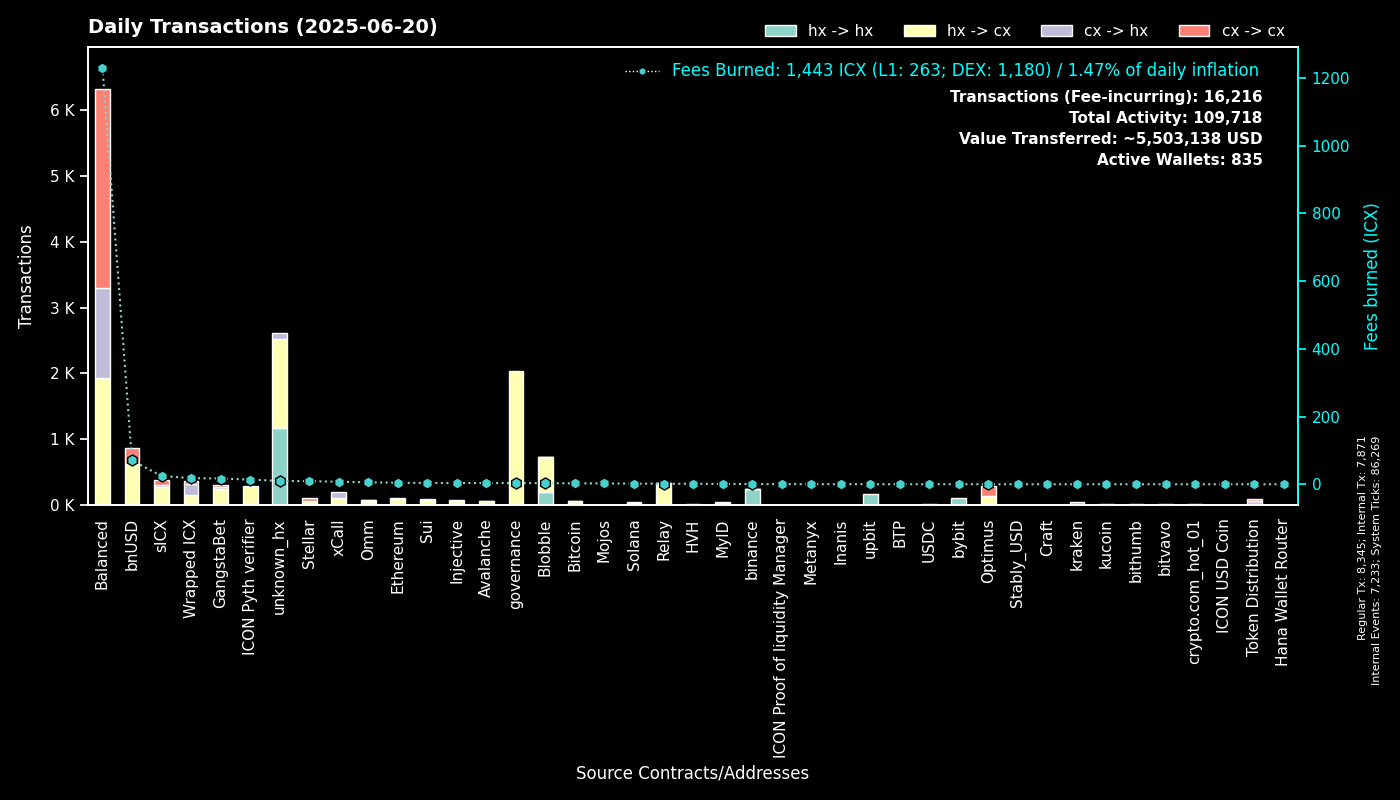 Daily Transactions (2025-06-20)
hx -> hx
hx -> cx
cx -> hx
cx -> cx
Fees Burned: 1,443 ICX (L1: 263; DEX: 1,180) / 1.47% of daily inflation
Transactions (Fee-incurring): 16,216
Total Activity: 109,718
Value Transferred: ~5,503,138 USD
Active Wallets: 835
Transactions
6 K
5 K
4 K
3 K
2 K
1 K
0 K
1200
1000
800
600
400
200
0
Fees burned (ICX)
Balanced
bnUSD
sICX
Wrapped ICX
GangstaBet
ICON Pyth verifier
unknown_hx
Stellar
xCall
Omm
Ethereum
Sui
Injective
Avalanche
governance
Blobble
Bitcoin
Mojos
Solana
Relay
HVH
MyID
binance
ICON Proof of liquidity Manager
Metanyx
Inanis
upbit
BTP
USDC
bybit
Optimus
Stably_USD
Craft
kraken
kucoin
bithumb
bitvavo
crypto.com_hot_01
ICON USD Coin
Token Distribution
Hana Wallet Router
Source Contracts/Addresses
Regular Tx: 8,345; Internal Tx: 7,871
Internal Events: 7,233; System Ticks: 86,269